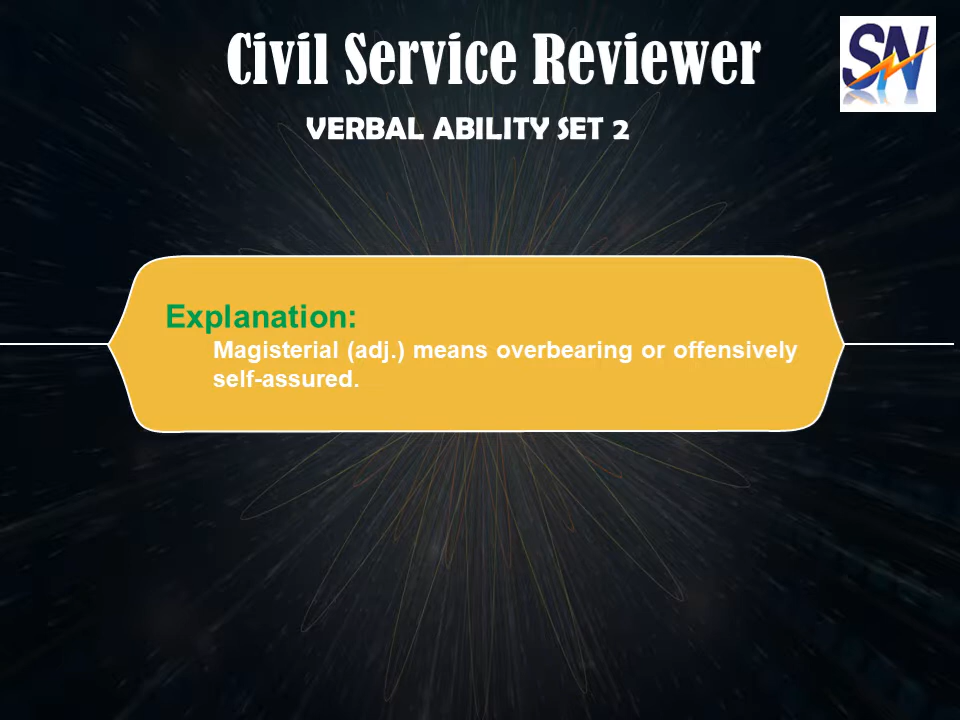 Civil Service Reviewer
SN
VERBAL ABILITY SET 2
Explanation:
Magisterial (adj.) means overbearing or offensively
self-assured.